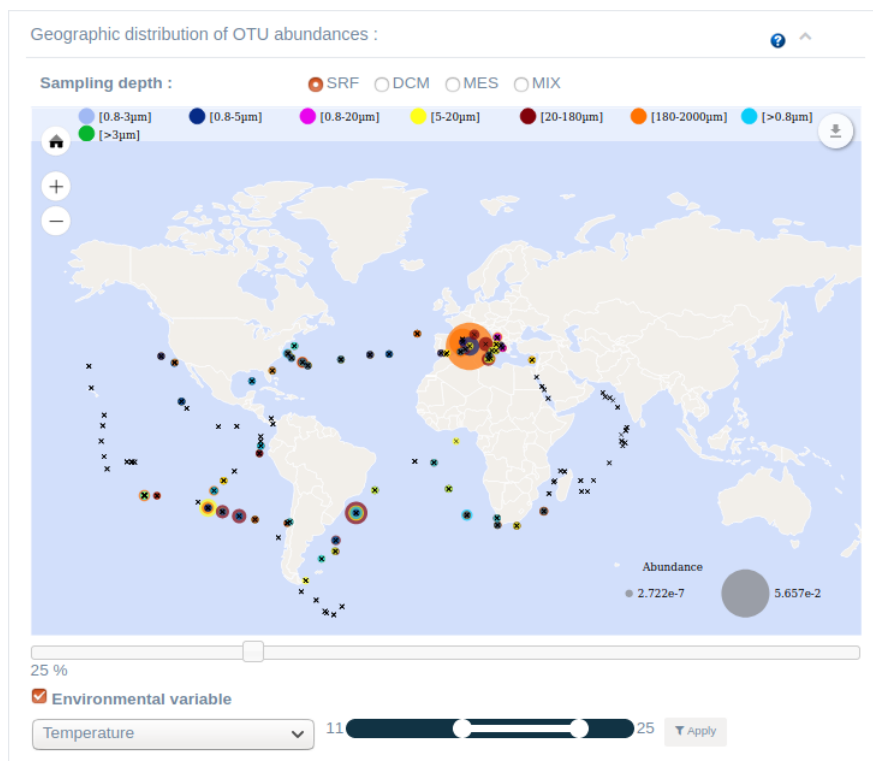 Geographic distribution of OTU abundances :
?
Sampling depth : SRF DCM MES MIX
[0.8-3µm] [0.8-5µm] [0.8-20µm] [5-20µm] [20-180µm] [180-2000µm] [>0.8µm]
[>3µm]
+
−
Abundance
2.722e-7 5.657e-2
25 %
Environmental variable
Temperature 11 25 Apply